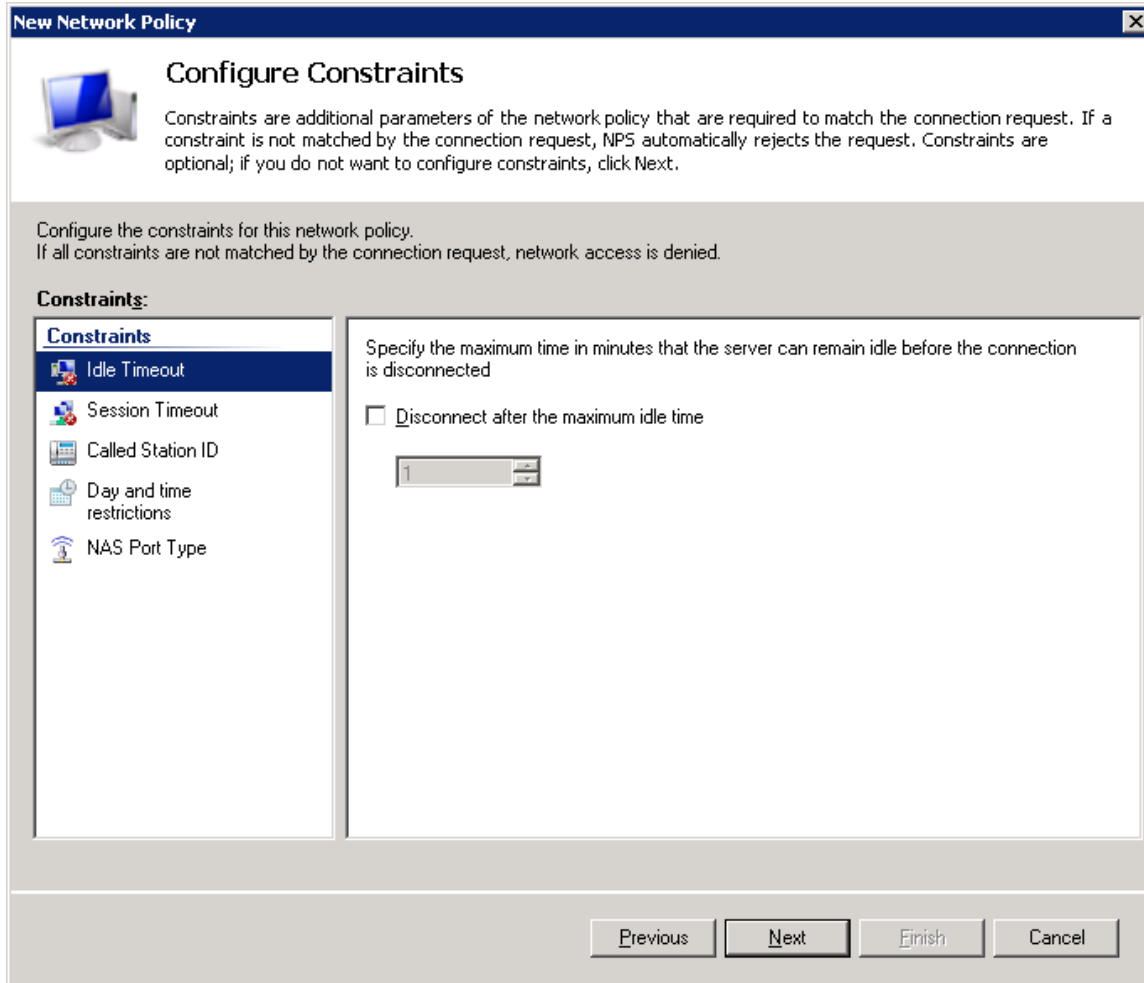 New Network Policy
Configure Constraints
Constraints are additional parameters of the network policy that are required to match the connection request. If a
constraint is not matched by the connection request, NPS automatically rejects the request. Constraints are
optional; if you do not want to configure constraints, click Next.
Configure the constraints for this network policy.
If all constraints are not matched by the connection request, network access is denied.
Constraints:
Constraints
Idle Timeout
Session Timeout
Called Station ID
Day and time
restrictions
NAS Port Type
Specify the maximum time in minutes that the server can remain idle before the connection
is disconnected
Disconnect after the maximum idle time
1
Previous
Next
Finish
Cancel